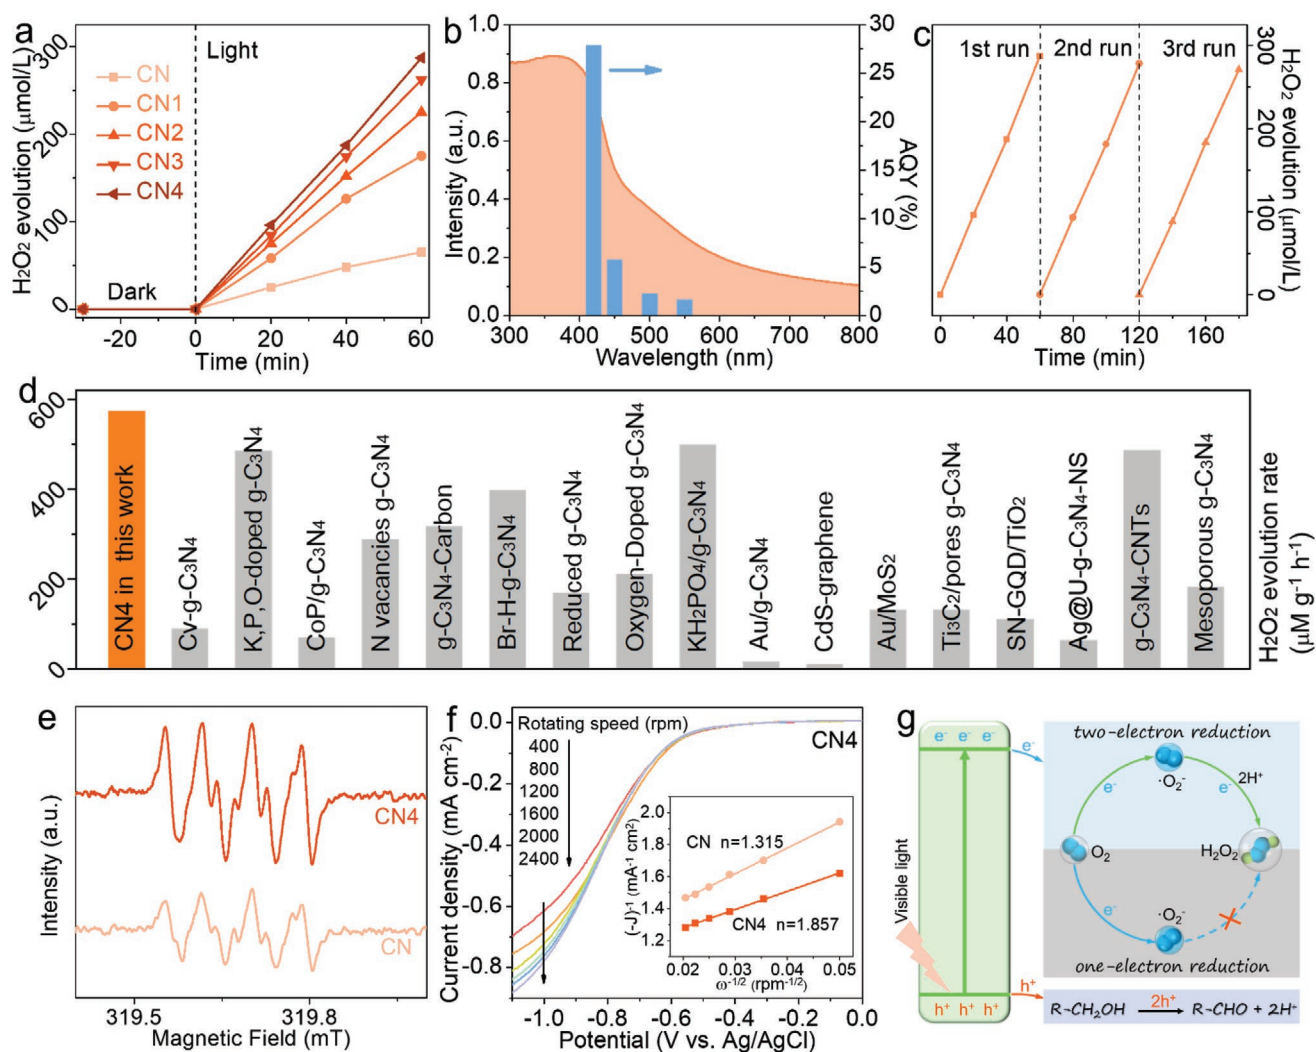 a
Light
Dark
CN
CN1
CN2
CN3
CN4
H₂O₂ evolution (μmol/L)
300
200
100
0
-20
0
20
40
60
Time (min)
b
Intensity (a.u.)
1.0
0.8
0.6
0.4
0.2
0.0
30
25
20
15
10
5
0
AQY (%)
300
400
500
600
700
800
Wavelength (nm)
c
1st run
2nd run
3rd run
300
200
100
0
H₂O₂ evolution (μmol/L)
0
40
80
120
160
Time (min)
d
600
400
200
0
CN4 in this work
Cv-g-C₃N₄
K,P,O-doped g-C₃N₄
CoP/g-C₃N₄
N vacancies g-C₃N₄
g-C₃N₄-Carbon
Br-H-g-C₃N₄
Reduced g-C₃N₄
Oxygen-Doped g-C₃N₄
KH₂PO₄/g-C₃N₄
Au/g-C₃N₄
CdS-graphene
Au/MoS₂
Ti₃C₂/pores g-C₃N₄
SN-GQD/TiO₂
Ag@U-g-C₃N₄-NS
g-C₃N₄-CNTs
Mesoporous g-C₃N₄
H₂O₂ evolution rate
(μM g⁻¹ h⁻¹)
e
CN4
CN
Intensity (a.u.)
319.5
319.8
Magnetic Field (mT)
f
Rotating speed (rpm)
400
800
1200
1600
2000
2400
CN4
Current density (mA cm⁻²)
0.0
-0.2
-0.4
-0.6
-0.8
-1.0
-0.8
-0.6
-0.4
-0.2
0.0
Potential (V vs. Ag/AgCl)
(-J)⁻¹ (mA⁻¹ cm²)
2.0
1.8
1.6
1.4
1.2
CN n=1.315
CN4 n=1.857
0.02
0.03
0.04
0.05
ω⁻¹/² (rpm⁻¹/²)
g
e⁻ e⁻ e⁻
e⁻
Visible light
h⁺ h⁺ h⁺
h⁺
two-electron reduction
·O₂⁻
e⁻
2H⁺
O₂
H₂O₂
e⁻
·O₂⁻
one-electron reduction
R-CH₂OH 2h⁺ R-CHO + 2H⁺